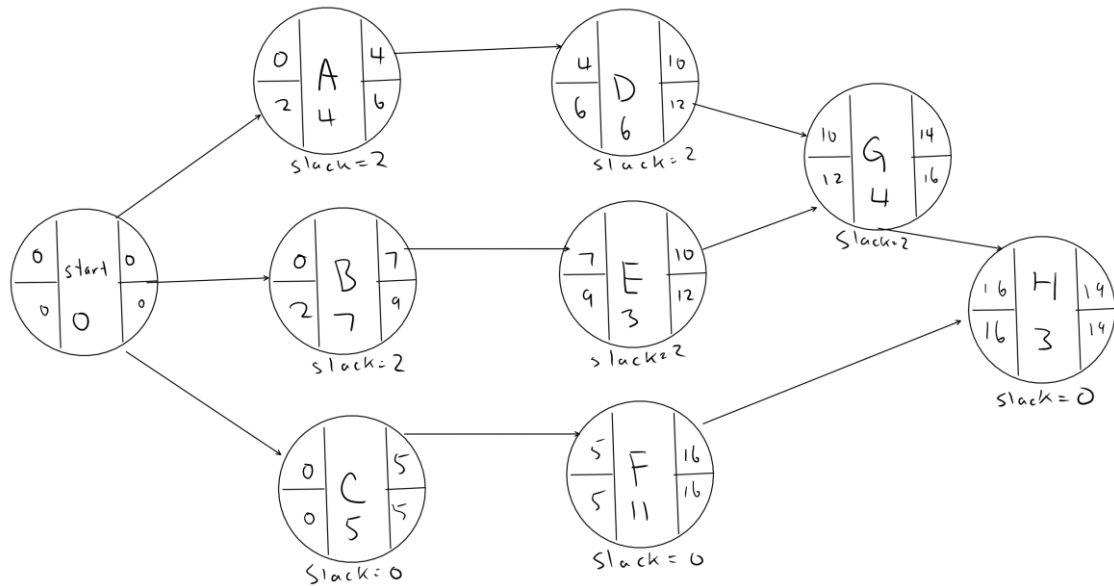 0 A 4
2 4 6
slack=2
4 D 10
6 6 12
slack=2
10 G 14
12 4 16
slack=2
0 start 0
0 0 0
0 B 7
2 7 9
slack=2
7 E 10
9 3 12
slack=2
16 H 19
16 3 19
slack=0
0 C 5
0 5 5
slack=0
5 F 16
5 11 16
slack=0